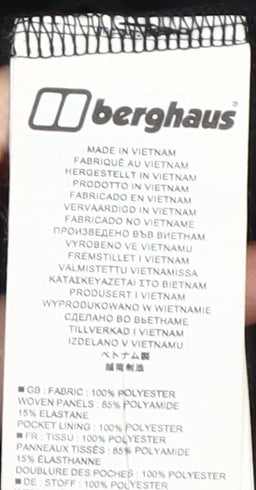 berghaus®
MADE IN VIETNAM
FABRIQUÉ AU VIETNAM
HERGESTELLT IN VIETNAM
PRODOTTO IN VIETNAM
FABRICADO EN VIETNAM
VERVAARDIGD IN VIETNAM
FABRICADO NO VIETNAME
ПРОИЗВЕДЕНО ВЪВ ВИЕТНАМ
VYROBENO VE VIETNAMU
FREMSTILLET I VIETNAM
VALMISTETTU VIETNAMISSA
ΚΑΤΑΣΚΕΥΑΖΕΤΑΙ ΣΤΟ ΒΙΕΤΝΑΜ
PRODUSERT I VIETNAM
WYPRODUKOWANO W WIETNAMIE
СДЕЛАНО ВО ВЬЕТНАМЕ
TILLVERKAD I VIETNAM
IZDELANO V VIETNAMU
ベトナム製
越南制造
■ GB : FABRIC : 100% POLYESTER
WOVEN PANELS : 85% POLYAMIDE
15% ELASTANE
POCKET LINING : 100% POLYESTER
■ FR : TISSU : 100% POLYESTER
PANNEAUX TISSÉS : 85% POLYAMIDE
15% ÉLASTHANNE
DOUBLURE DES POCHES : 100% POLYESTER
■ DE : STOFF : 100% POLYESTER